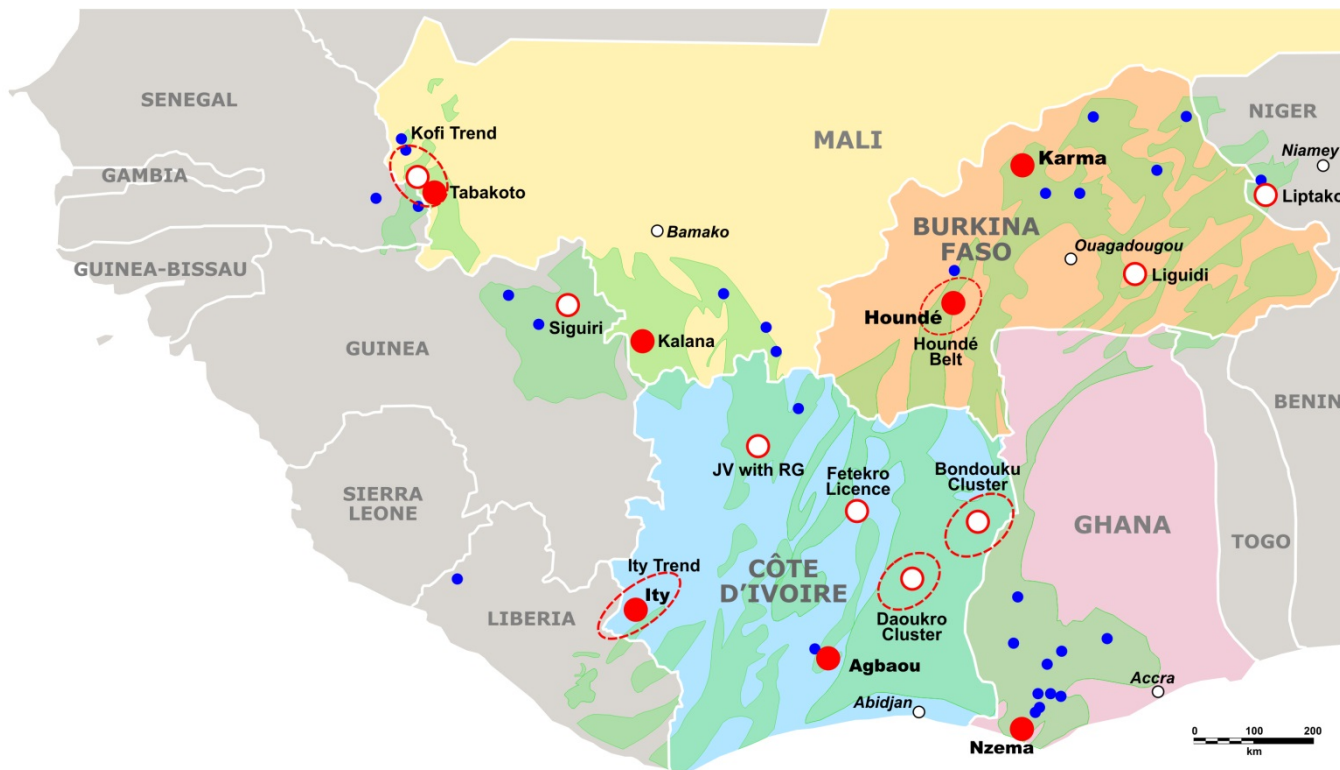 SENEGAL
Kofi Trend
GAMBIA
Tabakoto
GUINEA-BISSAU
MALI
Bamako
Karma
NIGER
Niamey
Liptako
BURKINA
FASO
Ouagadougou
Liguidi
Siguiri
Kalana
GUINEA
Houndé
Houndé
Belt
BENIN
JV with RG
Fetekro
Licence
Bondouku
Cluster
SIERRA
LEONE
GHANA
TOGO
Ity Trend
Ity
CÔTE
D'IVOIRE
LIBERIA
Daoukro
Cluster
Agbaou
Abidjan
Accra
Nzema
0 100 200
km